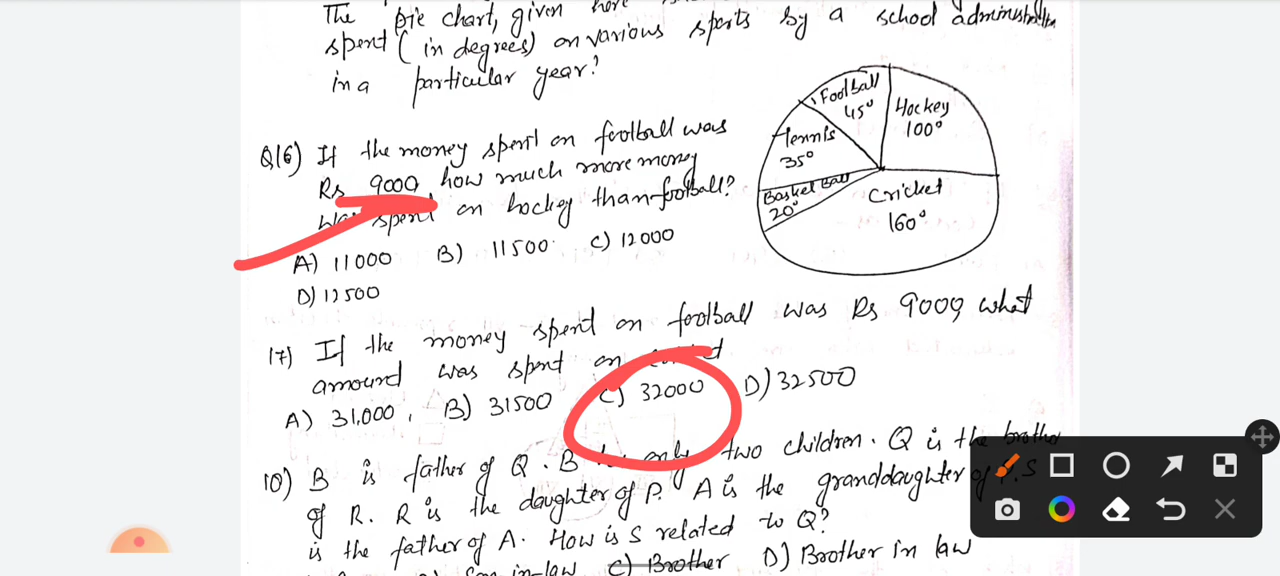 The pie chart, given here
spent (in degrees) on various sports by a school administration
in a particular year?
Q16) If the money spent on football was
Rs 9000, how much more money
was spent on hockey than football?
A) 11000 B) 11500 C) 12000
D) 12500
Football
45°
Hockey
100°
Tennis
35°
Basket Ball
20°
Cricket
160°
17) If the money spent on football was Rs 9000, what
amound was spent on
A) 31,000, B) 31500 C) 32000 D) 32500
10) B is father of Q. B only two children. Q is the brother
of R. R is the daughter of P. A is the granddaughter of P. S
is the father of A. How is S related to Q?
in-law C) Brother D) Brother in law